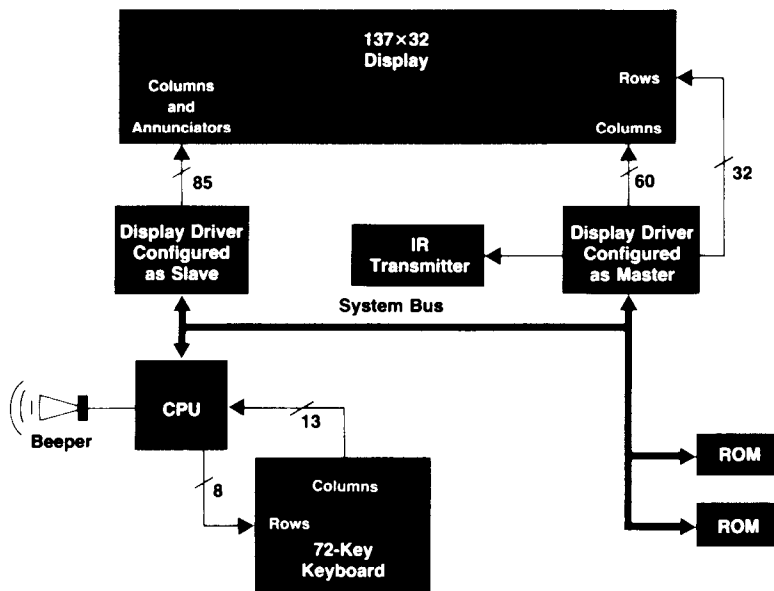 137×32
Display
Rows
Columns
and
Annunciators
Columns
85
60
32
Display Driver
Configured
as Slave
IR
Transmitter
Display Driver
Configured
as Master
System Bus
CPU
Beeper
13
8
Columns
Rows
72-Key
Keyboard
ROM
ROM